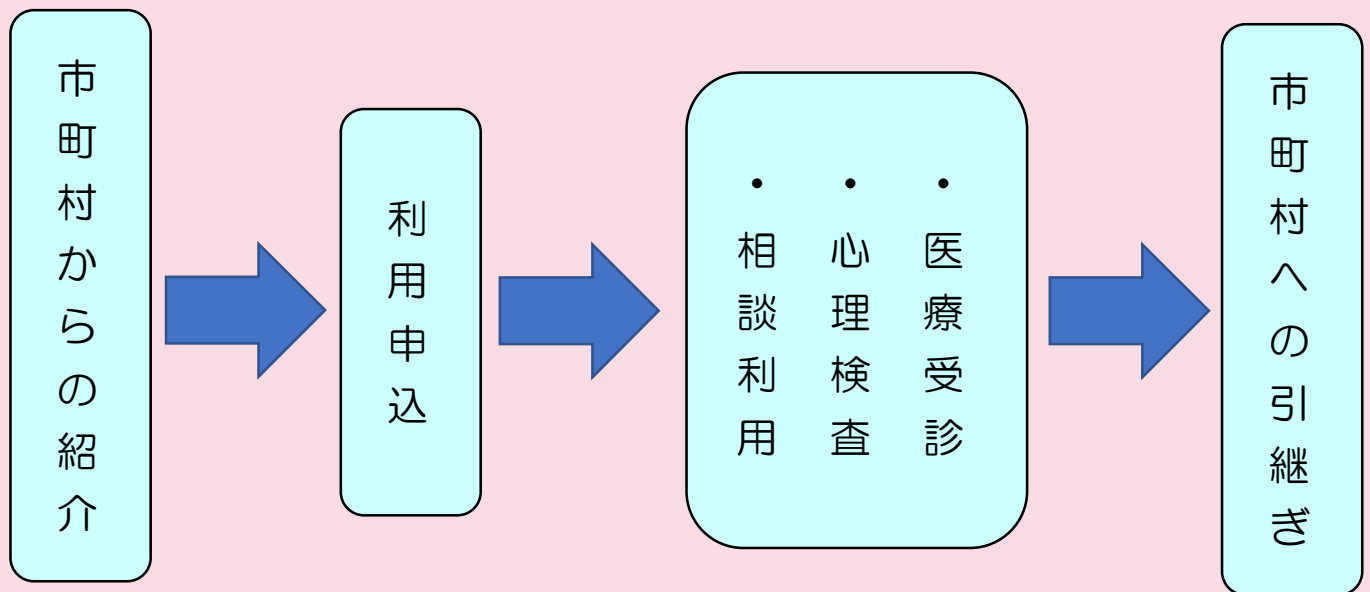 市町村からの紹介
利用申込
・医療受診
・心理検査
・相談利用
市町村への引継ぎ